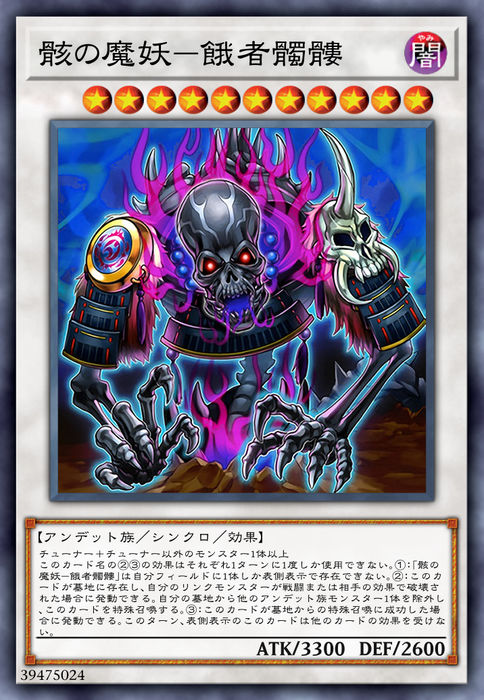 骸の魔妖－餓者髑髏
やみ
闇
【アンデット族／シンクロ／効果】
チューナー＋チューナー以外のモンスター1体以上
このカード名の②③の効果はそれぞれ1ターンに1度しか使用できない。①：「骸の
魔妖－餓者髑髏」は自分フィールドに1体しか表側表示で存在できない。②：このカ
ードが墓地に存在し、自分のリンクモンスターが戦闘または相手の効果で破壊さ
れた場合に発動できる。自分の墓地から他のアンデット族モンスター1体を除外し
、このカードを特殊召喚する。③：このカードが墓地からの特殊召喚に成功した場
合に発動できる。このターン、表側表示のこのカードは他のカードの効果を受けな
い。
ATK/3300 DEF/2600
39475024